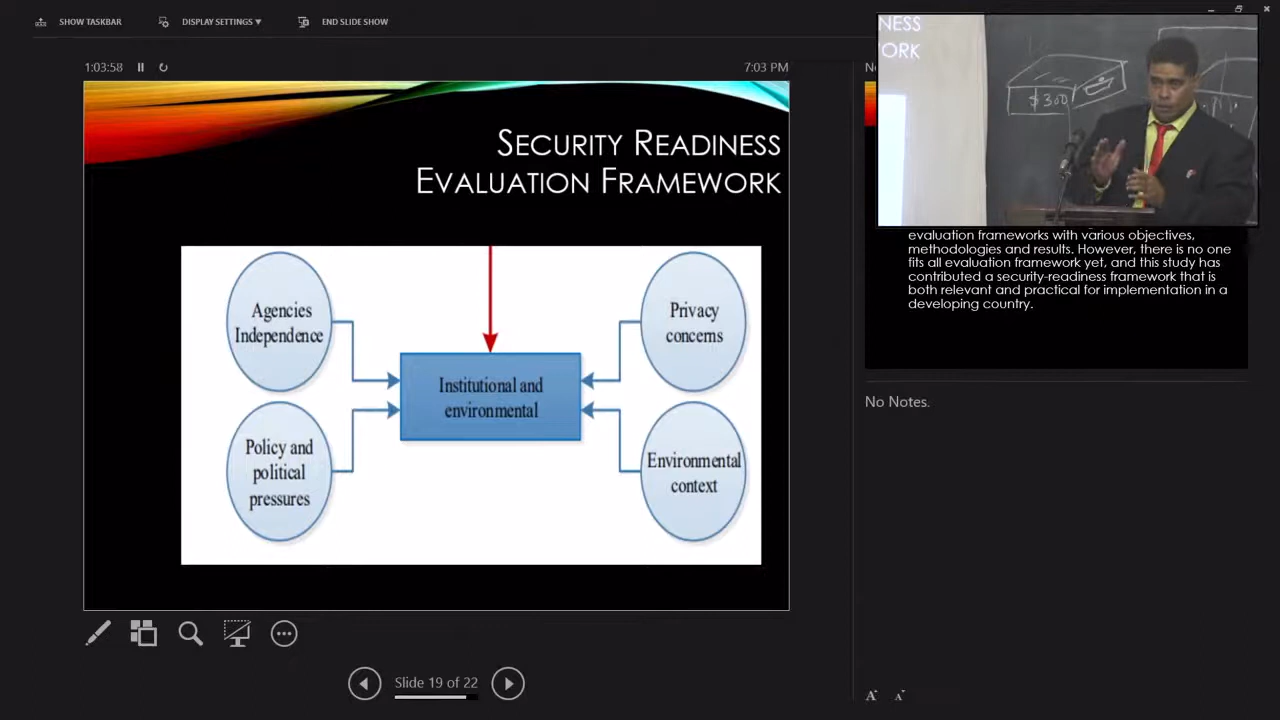 SHOW TASKBAR
DISPLAY SETTINGS ▼
END SLIDE SHOW
1:03:58
7:03 PM
SECURITY READINESS
EVALUATION FRAMEWORK
Agencies
Independence
Policy and
political
pressures
Institutional and
environmental
Privacy
concerns
Environmental
context
Slide 19 of 22
NESS
ORK
$300
evaluation frameworks with various objectives,
methodologies and results. However, there is no one
fits all evaluation framework yet, and this study has
contributed a security-readiness framework that is
both relevant and practical for implementation in a
developing country.
No Notes.
A A